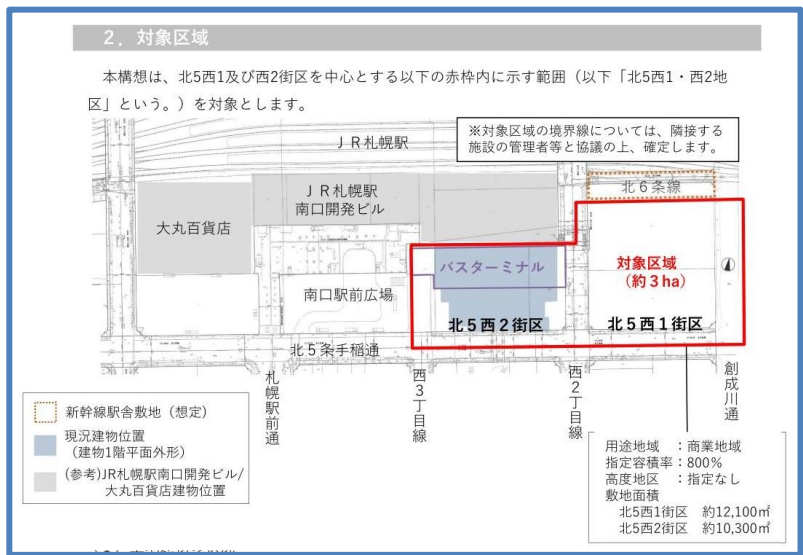 2．対象区域
本構想は、北5西1及び西2街区を中心とする以下の赤枠内に示す範囲（以下「北5西1・西2地
区」という。）を対象とします。
※対象区域の境界線については、隣接する
施設の管理者等と協議の上、確定します。
ＪＲ札幌駅
北６条線
ＪＲ札幌駅
南口開発ビル
大丸百貨店
バスターミナル
対象区域
（約３ha）
南口駅前広場
北５西２街区
北５西１街区
北５条手稲通
札幌駅前通
西３丁目線
西２丁目線
創成川通
新幹線駅舎敷地（想定）
現況建物位置
（建物1階平面外形）
(参考)JR札幌駅南口開発ビル/
大丸百貨店建物位置
用途地域　：商業地域
指定容積率：800%
高度地区　：指定なし
敷地面積
北5西1街区　約12,100㎡
北5西2街区　約10,300㎡